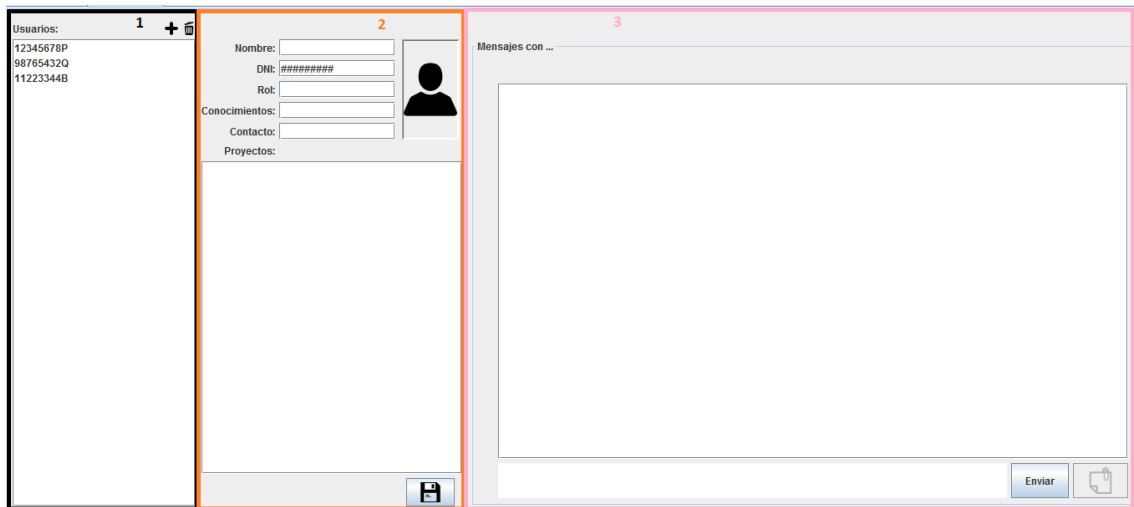 1
Usuarios:
12345678P
98765432Q
11223344B
2
Nombre:
DNI: #########
Rol:
Conocimientos:
Contacto:
Proyectos:
3
Mensajes con ...
Enviar